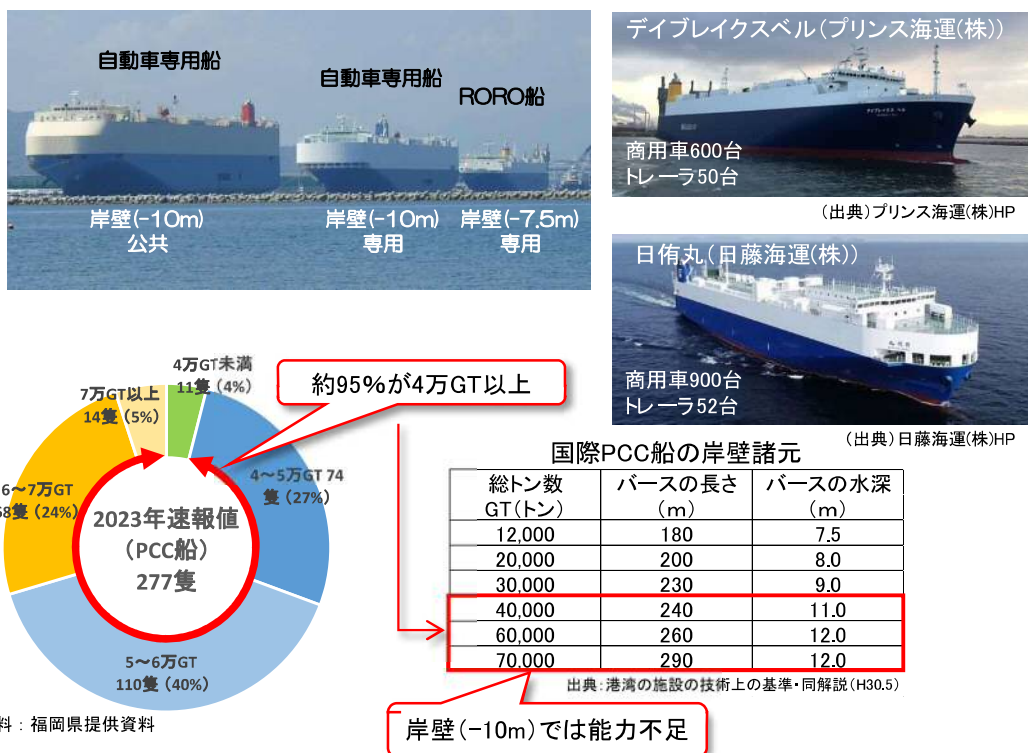 自動車専用船
自動車専用船
RORO船
岸壁(-10m)
公共
岸壁(-10m)
専用
岸壁(-7.5m)
専用
デイブレイクスベル(プリンス海運(株))
商用車600台
トレーラ50台
(出典)プリンス海運(株)HP
日侑丸(日藤海運(株))
商用車900台
トレーラ52台
(出典)日藤海運(株)HP
4万GT未満
11隻(4%)
7万GT以上
14隻(5%)
約95%が4万GT以上
4～5万GT 74
隻(27%)
6～7万GT
68隻(24%)
2023年速報値
(PCC船)
277隻
5～6万GT
110隻(40%)
料：福岡県提供資料
国際PCC船の岸壁諸元
総トン数 バースの長さ バースの水深
GT(トン) (m) (m)
12,000 180 7.5
20,000 200 8.0
30,000 230 9.0
40,000 240 11.0
60,000 260 12.0
70,000 290 12.0
出典：港湾の施設の技術上の基準・同解説(H30.5)
岸壁(-10m)では能力不足